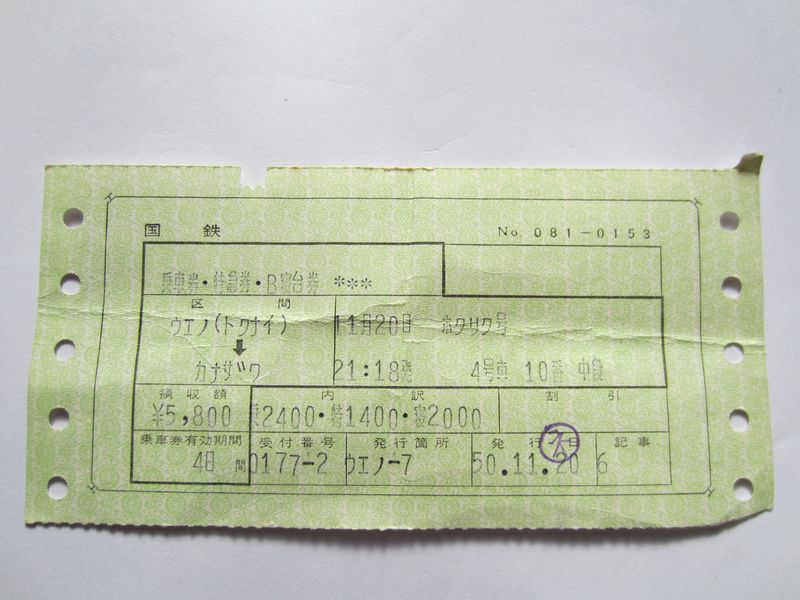 国鉄 No. 081-0153
乗車券・特急券・B寝台券 ***
区間
ウエノ(トクナイ) 11月20日 ホクリク号
⬇
カナザワ 21:18発 4号車 10番 中段
領収額 内訳 割引
¥5,800 乗2400・特1400・寝2000
乗車券有効期間 受付番号 発行箇所 発行日 記事
4日間 0177-2 ウエノ-7 50.11.20 6